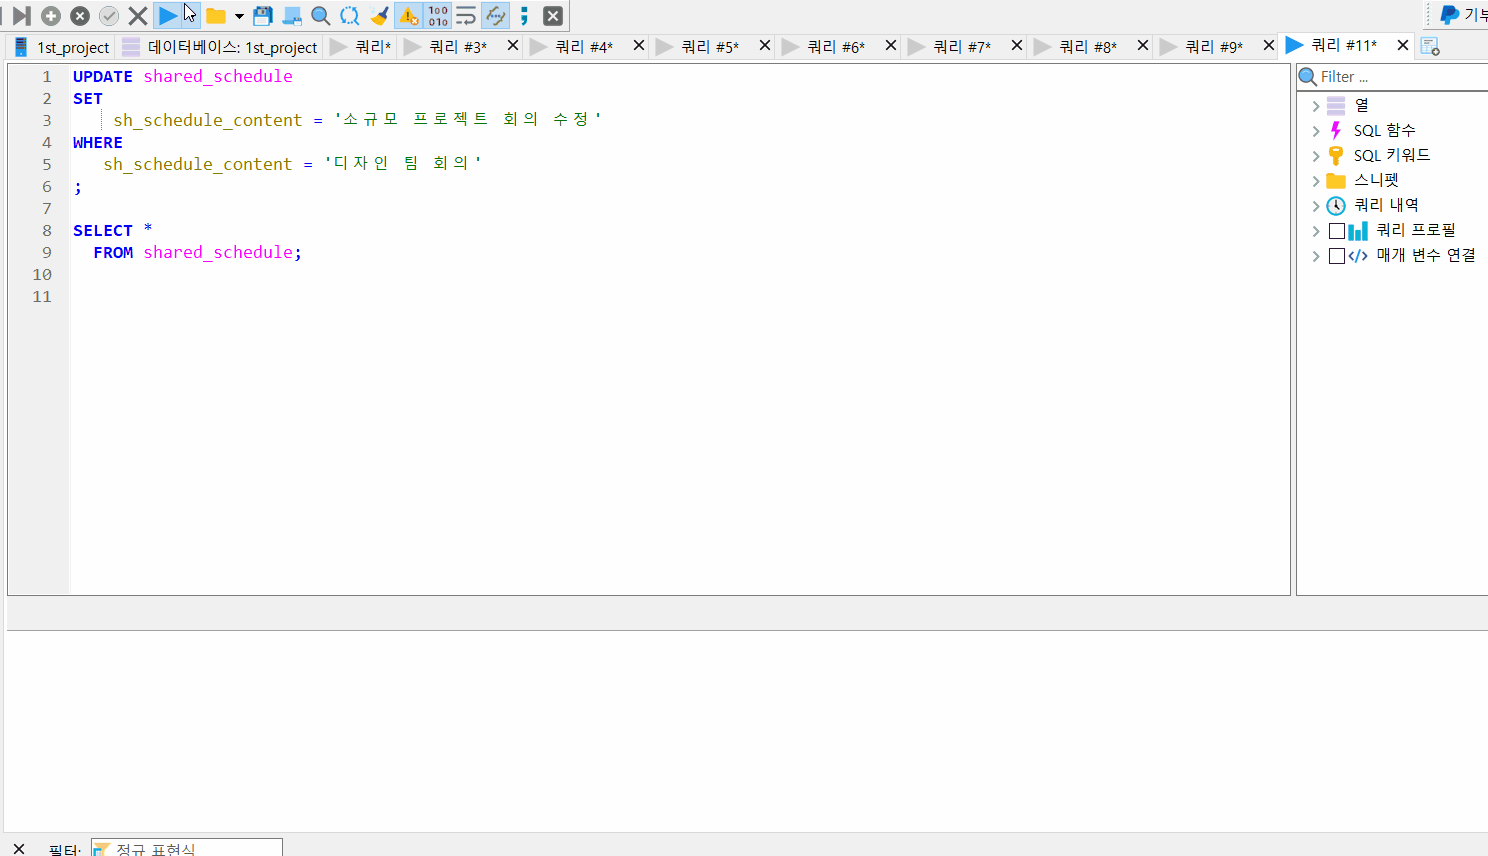 기부
1st_project 데이터베이스: 1st_project 쿼리* 쿼리 #3* 쿼리 #4* 쿼리 #5* 쿼리 #6* 쿼리 #7* 쿼리 #8* 쿼리 #9* 쿼리 #11*
1 UPDATE shared_schedule
2 SET
3 sh_schedule_content = '소규모 프로젝트 회의 수정'
4 WHERE
5 sh_schedule_content = '디자인 팀 회의'
6 ;
7
8 SELECT *
9 FROM shared_schedule;
10
11
Filter ...
열
SQL 함수
SQL 키워드
스니펫
쿼리 내역
쿼리 프로필
매개 변수 연결
필터: 정규 표현식